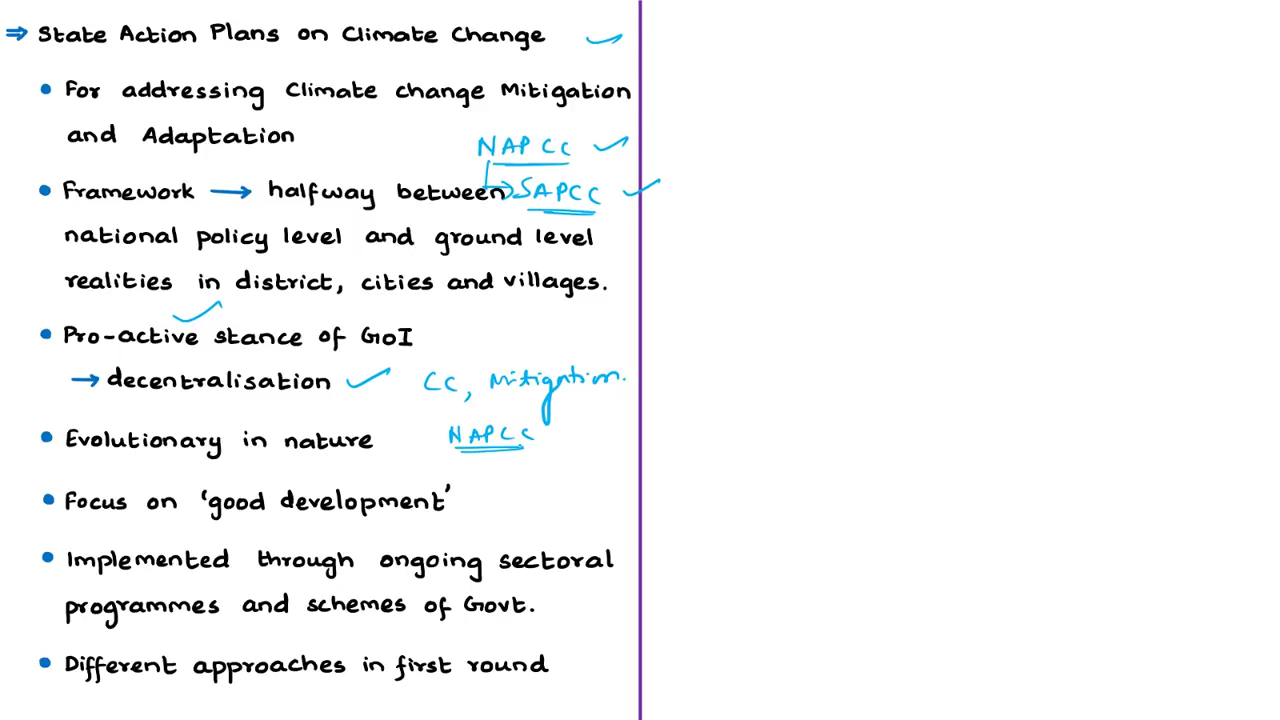 ⇒ State Action Plans on Climate Change ✓
• For addressing Climate change Mitigation
and Adaptation
NAPCC ✓
• Framework → halfway between
↳ SAPCC ✓
national policy level and ground level
realities in district, cities and villages.
• Pro-active stance of GoI
→ decentralisation ✓ CC, Mitigation.
• Evolutionary in nature
NAPCC
• Focus on 'good development'
• Implemented through ongoing sectoral
programmes and schemes of Govt.
• Different approaches in first round